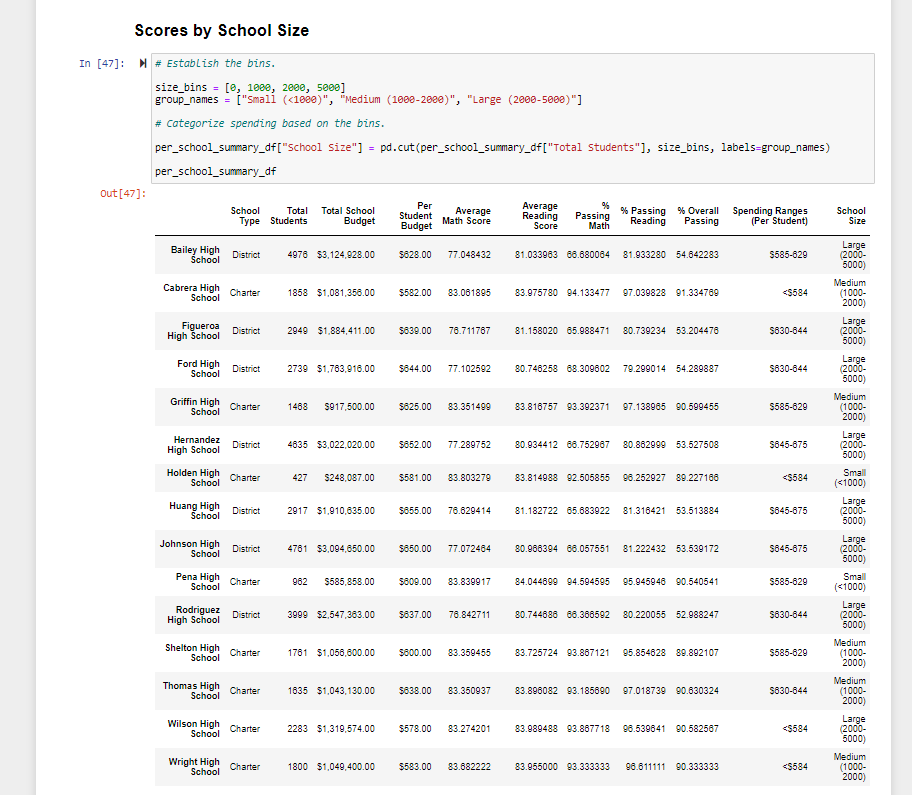 Scores by School Size
In [47]:
# Establish the bins.
size_bins = [0, 1000, 2000, 5000]
group_names = ["Small (<1000)", "Medium (1000-2000)", "Large (2000-5000)"]
# Categorize spending based on the bins.
per_school_summary_df["School Size"] = pd.cut(per_school_summary_df["Total Students"], size_bins, labels=group_names)
per_school_summary_df
Out[47]:
School Type Total Students Total School Budget Per Student Budget Average Math Score Average Reading Score % Passing Math % Passing Reading % Overall Passing Spending Ranges (Per Student) School Size
Bailey High School District 4976 $3,124,928.00 $628.00 77.048432 81.033963 66.680064 81.933280 54.642283 $585-629 Large (2000-5000)
Cabrera High School Charter 1858 $1,081,356.00 $582.00 83.061895 83.975780 94.133477 97.039828 91.334769 <$584 Medium (1000-2000)
Figueroa High School District 2949 $1,884,411.00 $639.00 76.711767 81.158020 65.988471 80.739234 53.204476 $630-644 Large (2000-5000)
Ford High School District 2739 $1,763,916.00 $644.00 77.102592 80.746258 68.309602 79.299014 54.289887 $630-644 Large (2000-5000)
Griffin High School Charter 1468 $917,500.00 $625.00 83.351499 83.816757 93.392371 97.138965 90.599455 $585-629 Medium (1000-2000)
Hernandez High School District 4635 $3,022,020.00 $652.00 77.289752 80.934412 66.752967 80.862999 53.527508 $645-675 Large (2000-5000)
Holden High School Charter 427 $248,087.00 $581.00 83.803279 83.814988 92.505855 96.252927 89.227166 <$584 Small (<1000)
Huang High School District 2917 $1,910,635.00 $655.00 76.629414 81.182722 65.683922 81.316421 53.513884 $645-675 Large (2000-5000)
Johnson High School District 4761 $3,094,650.00 $650.00 77.072464 80.966394 66.057551 81.222432 53.539172 $645-675 Large (2000-5000)
Pena High School Charter 962 $585,858.00 $609.00 83.839917 84.044699 94.594595 95.945946 90.540541 $585-629 Small (<1000)
Rodriguez High School District 3999 $2,547,363.00 $637.00 76.842711 80.744686 66.366592 80.220055 52.988247 $630-644 Large (2000-5000)
Shelton High School Charter 1761 $1,056,600.00 $600.00 83.359455 83.725724 93.867121 95.854628 89.892107 $585-629 Medium (1000-2000)
Thomas High School Charter 1635 $1,043,130.00 $638.00 83.350937 83.896082 93.185690 97.018739 90.630324 $630-644 Medium (1000-2000)
Wilson High School Charter 2283 $1,319,574.00 $578.00 83.274201 83.989488 93.867718 96.539641 90.582567 <$584 Large (2000-5000)
Wright High School Charter 1800 $1,049,400.00 $583.00 83.682222 83.955000 93.333333 96.611111 90.333333 <$584 Medium (1000-2000)